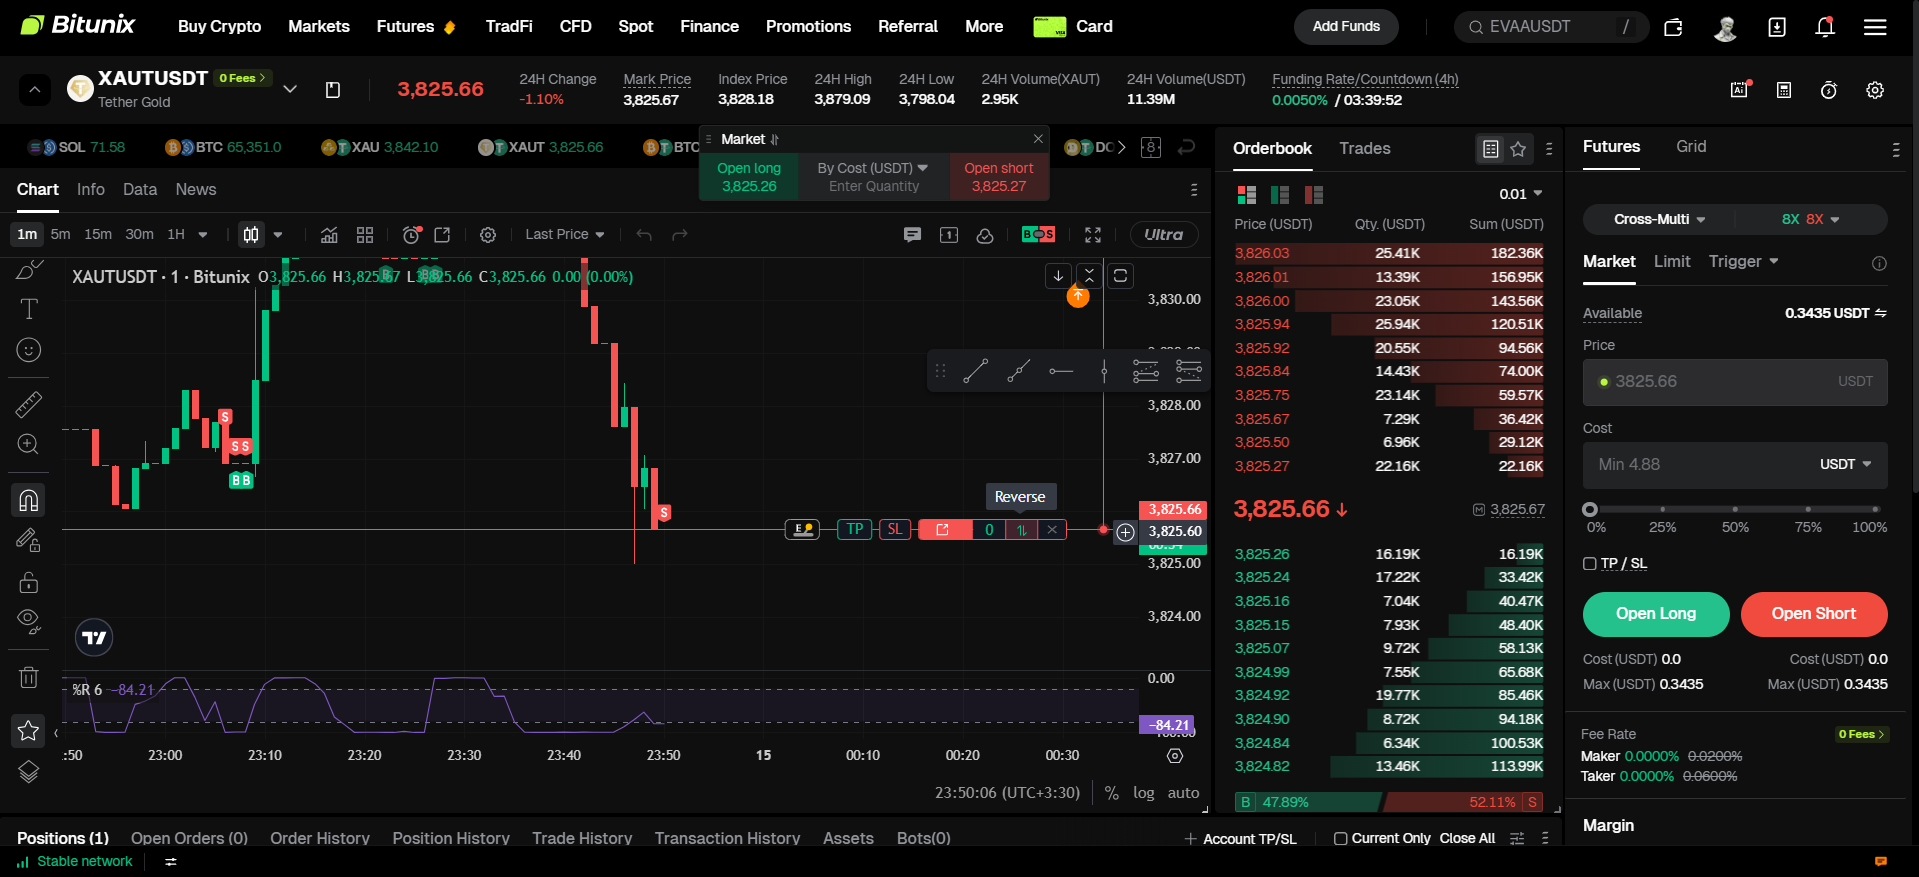 Bitunix
Buy Crypto Markets Futures TradFi CFD Spot Finance Promotions Referral More Card Add Funds EVAAUSDT /
XAUTUSDT 0 Fees >
Tether Gold
3,825.66
24H Change Mark Price Index Price 24H High 24H Low 24H Volume(XAUT) 24H Volume(USDT) Funding Rate/Countdown (4h)
-1.10% 3,825.67 3,828.18 3,879.09 3,798.04 2.95K 11.39M 0.0050% / 03:39:52
SOL 71.58 BTC 65,351.0 XAU 3,842.10 XAUT 3,825.66 BTC
Market
Open long By Cost (USDT) Open short
3,825.26 Enter Quantity 3,825.27
Chart Info Data News
1m 5m 15m 30m 1H Last Price Ultra
XAUTUSDT · 1 · Bitunix O3,825.66 C3,825.66 0.00 (0.00%)
3,830.00
3,828.00
3,827.00
S
S S
B B
S
Reverse
TP SL 0
3,825.66
3,825.60
3,825.00
3,824.00
%R 6 −84.21
0.00
−84.21
:50 23:00 23:10 23:20 23:30 23:40 23:50 15 00:10 00:20 00:30
23:50:06 (UTC+3:30) % log auto
Orderbook Trades
0.01
Price (USDT) Qty. (USDT) Sum (USDT)
3,826.03 25.41K 182.36K
3,826.01 13.39K 156.95K
3,826.00 23.05K 143.56K
3,825.94 25.94K 120.51K
3,825.92 20.55K 94.56K
3,825.84 14.43K 74.00K
3,825.75 23.14K 59.57K
3,825.67 7.29K 36.42K
3,825.50 6.96K 29.12K
3,825.27 22.16K 22.16K
3,825.66 M 3,825.67
3,825.26 16.19K 16.19K
3,825.24 17.22K 33.42K
3,825.16 7.04K 40.47K
3,825.15 7.93K 48.40K
3,825.07 9.72K 58.13K
3,824.99 7.55K 65.68K
3,824.92 19.77K 85.46K
3,824.90 8.72K 94.18K
3,824.84 6.34K 100.53K
3,824.82 13.46K 113.99K
B 47.89% 52.11% S
Futures Grid
Cross-Multi 8X 8X
Market Limit Trigger
Available 0.3435 USDT
Price
3825.66 USDT
Cost
Min 4.88 USDT
0% 25% 50% 75% 100%
TP / SL
Open Long Open Short
Cost (USDT) 0.0 Cost (USDT) 0.0
Max (USDT) 0.3435 Max (USDT) 0.3435
Fee Rate 0 Fees >
Maker 0.0000% 0.0200%
Taker 0.0000% 0.0600%
Margin
Positions (1) Open Orders (0) Order History Position History Trade History Transaction History Assets Bots(0) Account TP/SL Current Only Close All
Stable network